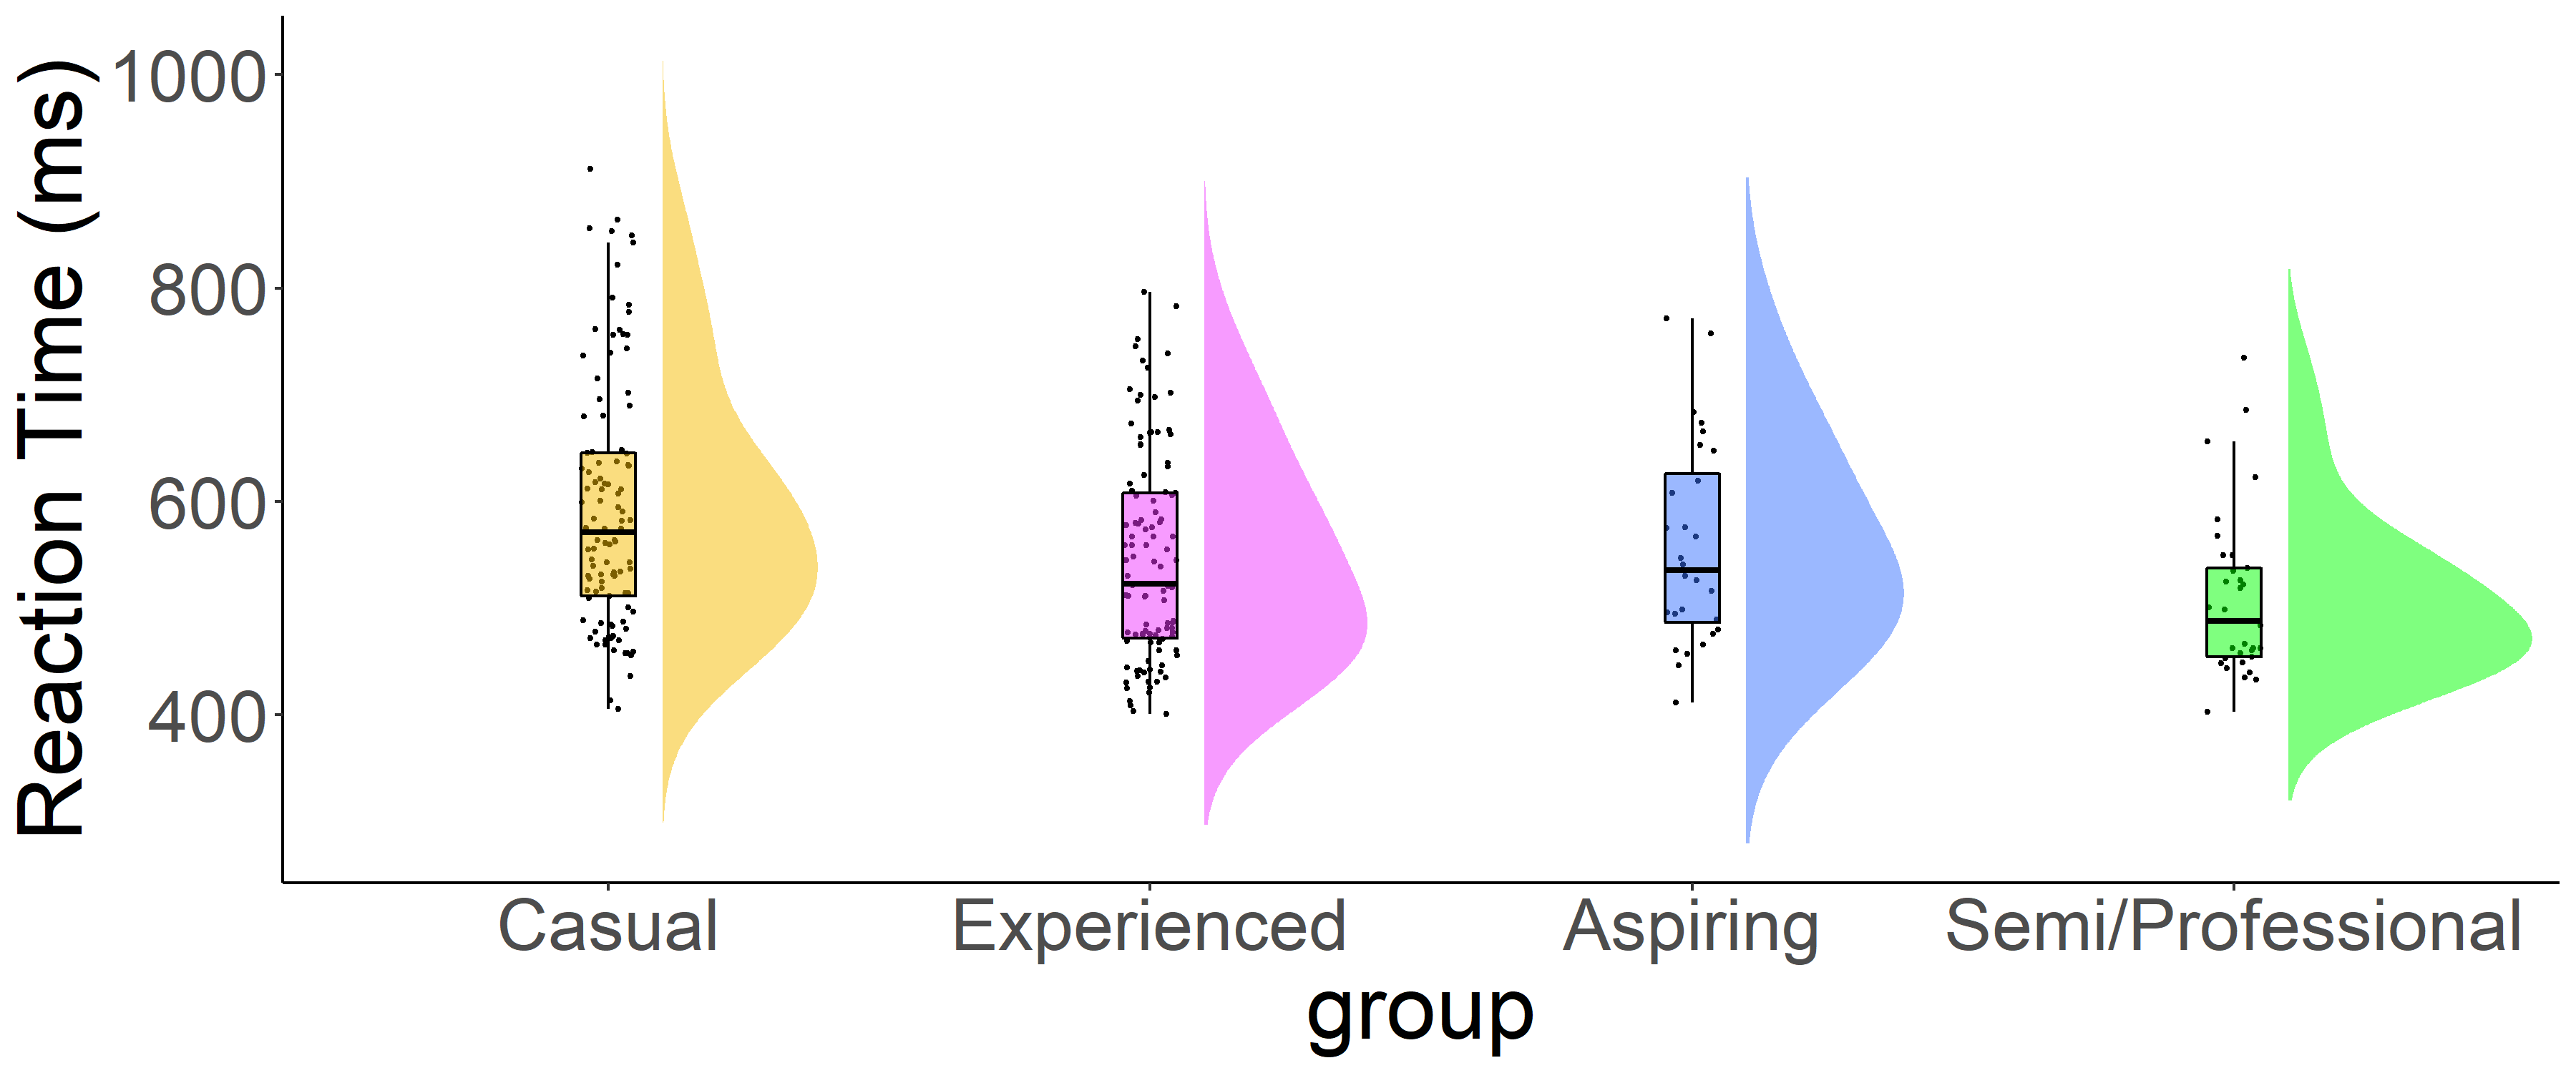 Reaction Time (ms)
1000
800
600
400
Casual
Experienced
Aspiring
Semi/Professional
group